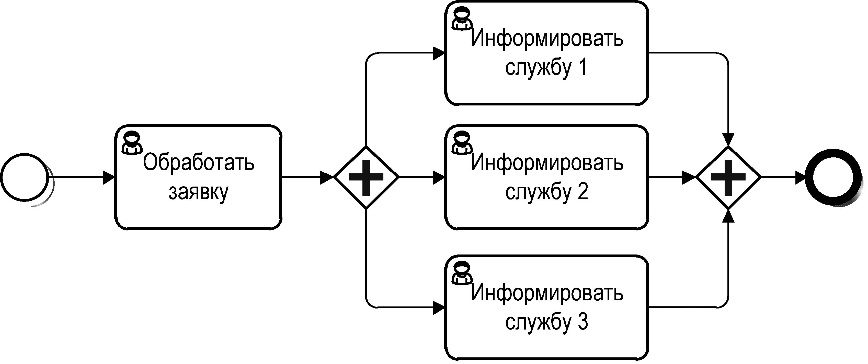 Информировать
службу 1
Обработать
заявку
Информировать
службу 2
Информировать
службу 3